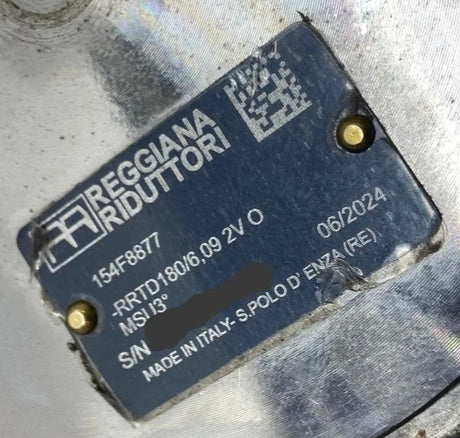 REGGIANA
RIDUTTORI
154F8877
-RRTD180/6,09 2V O
MSU3° 06/2024
S/N
MADE IN ITALY- S.POLO D' ENZA (RE)